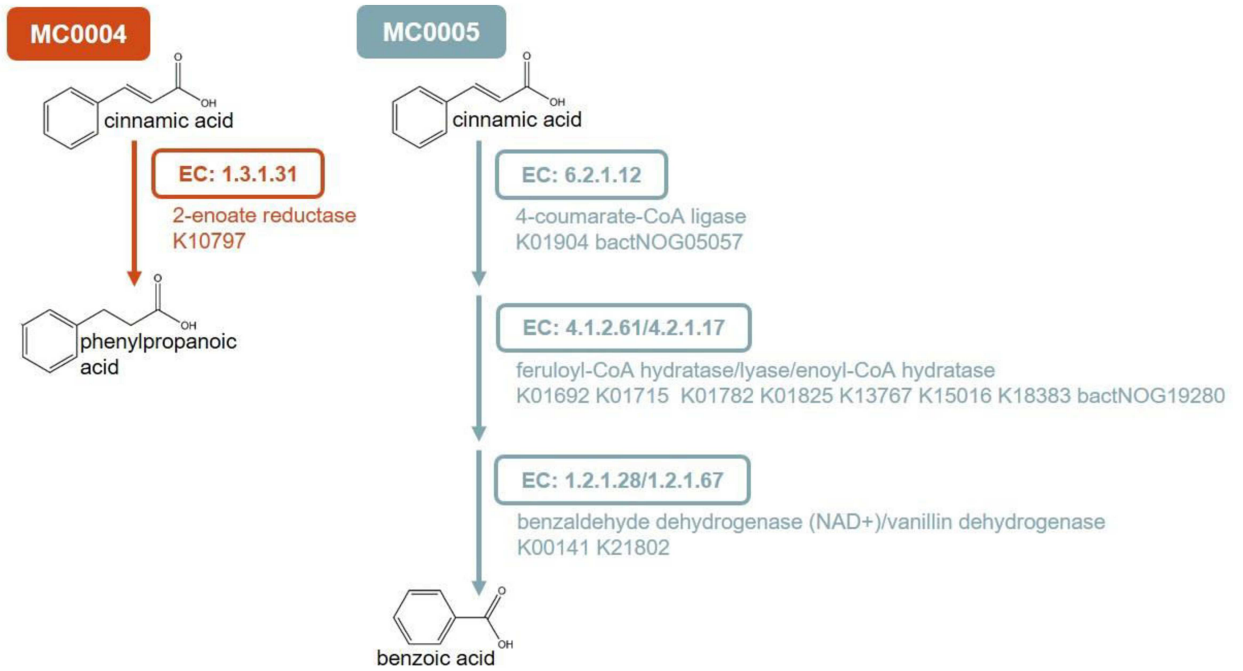 MC0004
O
OH
cinnamic acid
EC: 1.3.1.31
2-enoate reductase
K10797
O
OH
phenylpropanoic
acid
MC0005
O
OH
cinnamic acid
EC: 6.2.1.12
4-coumarate-CoA ligase
K01904 bactNOG05057
EC: 4.1.2.61/4.2.1.17
feruloyl-CoA hydratase/lyase/enoyl-CoA hydratase
K01692 K01715 K01782 K01825 K13767 K15016 K18383 bactNOG19280
EC: 1.2.1.28/1.2.1.67
benzaldehyde dehydrogenase (NAD+)/vanillin dehydrogenase
K00141 K21802
O
OH
benzoic acid